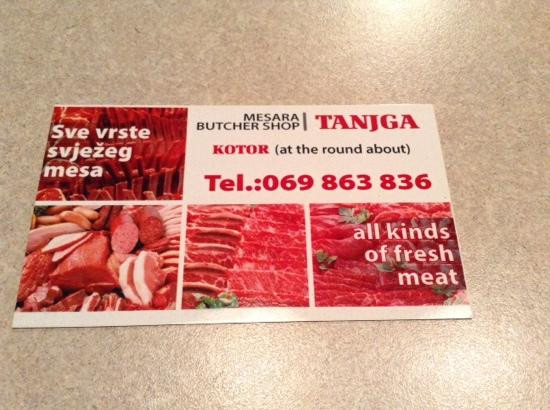 Sve vrste
svježeg
mesa
MESARA
BUTCHER SHOP
TANJGA
KOTOR (at the round about)
Tel.:069 863 836
all kinds
of fresh
meat